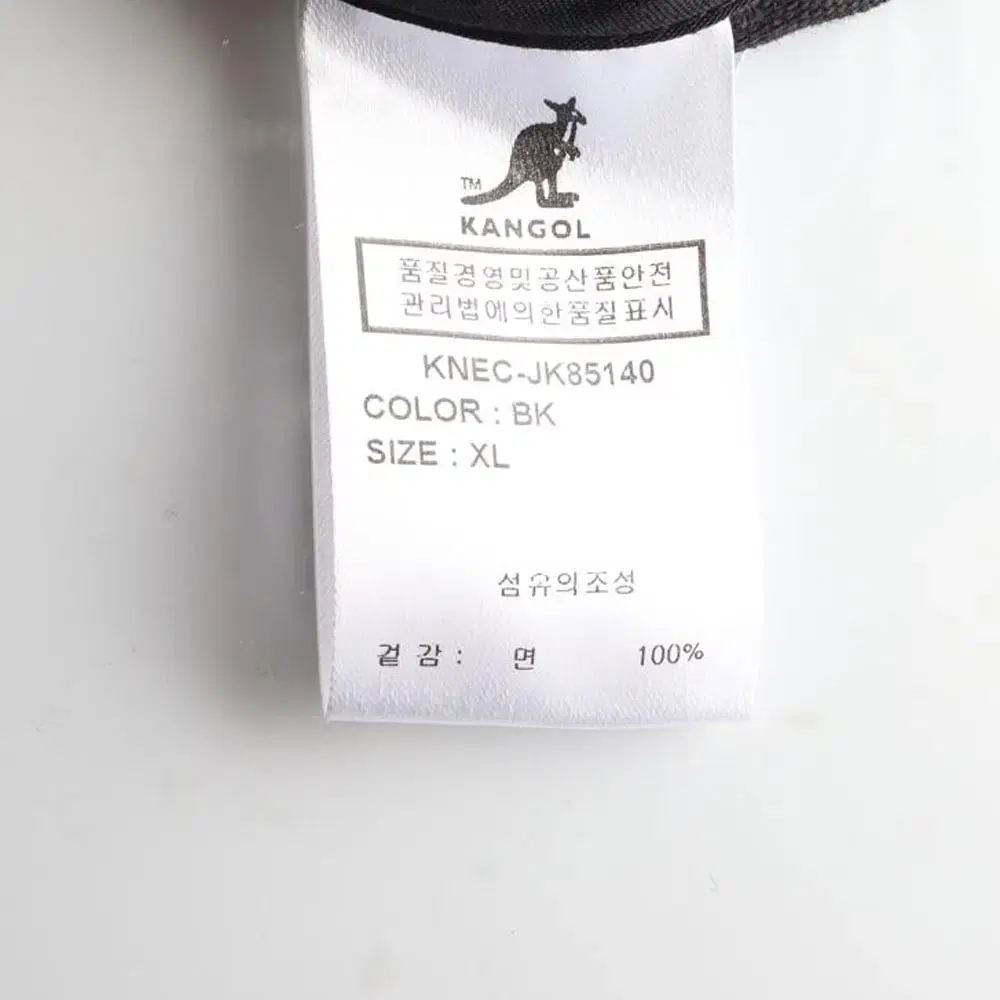 TM
KANGOL
품질경영및공산품안전
관리법에의한품질표시
KNEC-JK85140
COLOR : BK
SIZE : XL
섬유의조성
겉 감 : 면 100%